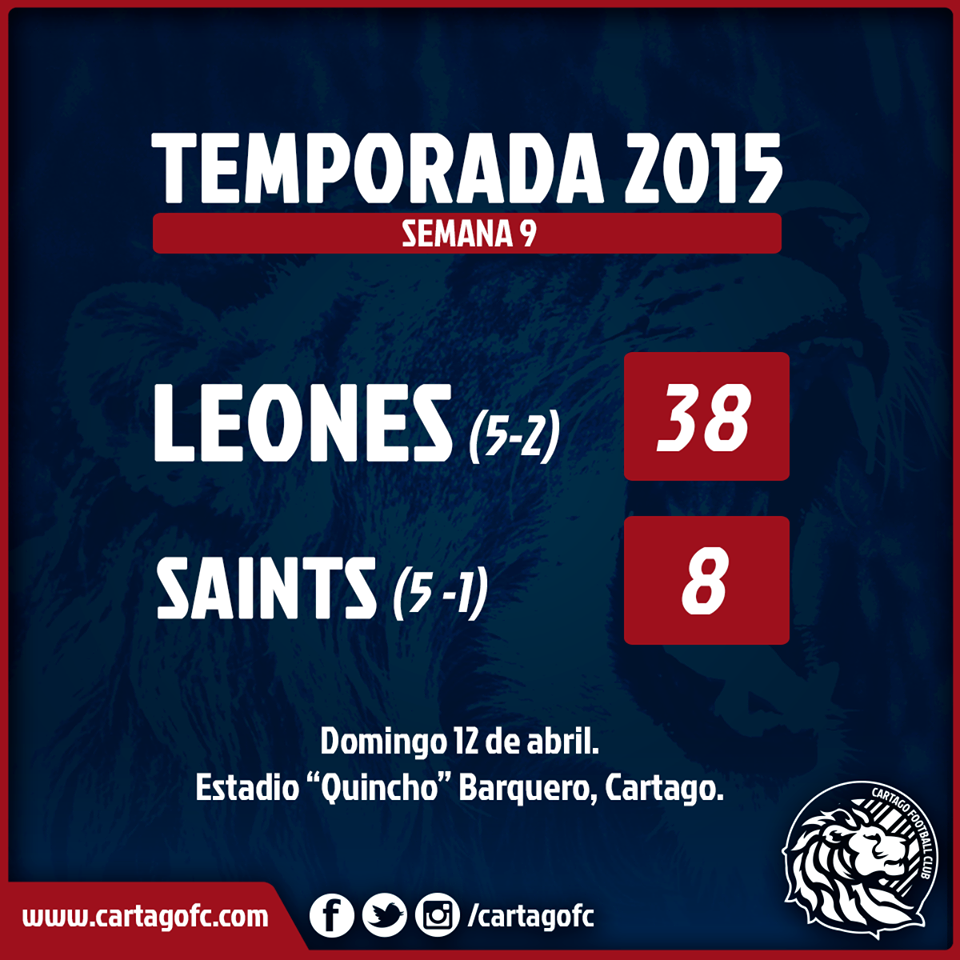 TEMPORADA 2015
SEMANA 9
LEONES (5-2) 38
SAINTS (5 -1) 8
Domingo 12 de abril.
Estadio “Quincho” Barquero, Cartago.
CARTAGO FOOTBALL CLUB
www.cartagofc.com /cartagofc